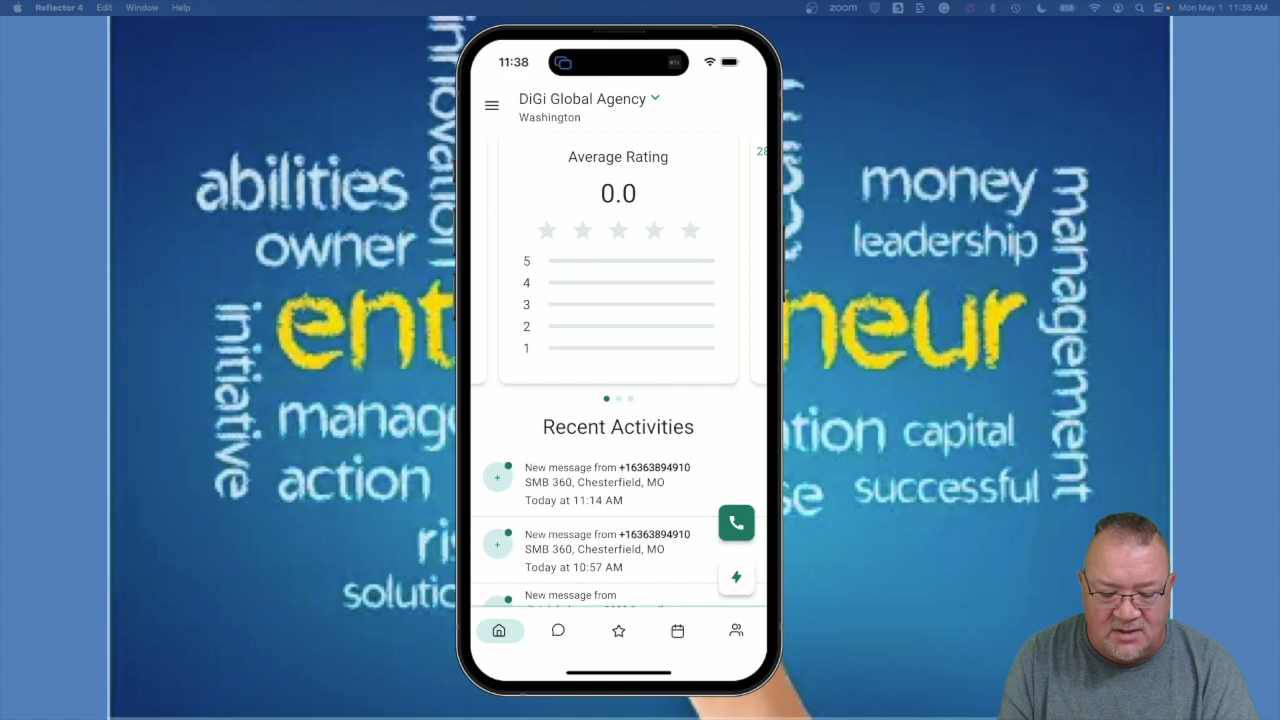 Reflector 4 Edit Window Help
zoom
Mon May 1 11:38 AM
11:38
DiGi Global Agency
Washington
Average Rating
28
0.0
5
4
3
2
1
Recent Activities
New message from +16363894910
SMB 360, Chesterfield, MO
Today at 11:14 AM
New message from +16363894910
SMB 360, Chesterfield, MO
Today at 10:57 AM
New message from
innovation
abilities
owner
initiative
ent
manag
action
ris
solutio
money
leadership
management
neur
capital
successful